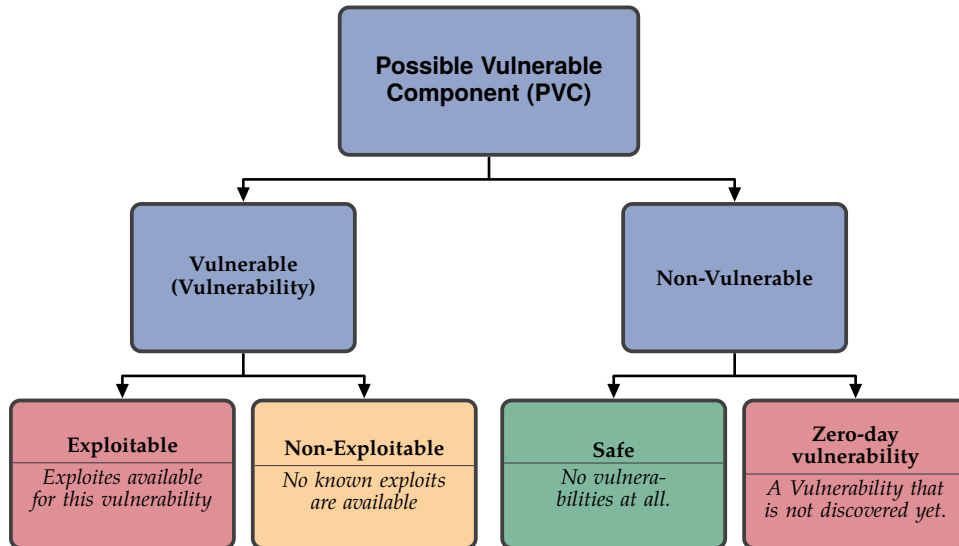 Possible Vulnerable
Component (PVC)
Vulnerable
(Vulnerability)
Non-Vulnerable
Exploitable
Exploites available
for this vulnerability
Non-Exploitable
No known exploits
are available
Safe
No vulnera-
bilities at all.
Zero-day
vulnerability
A Vulnerability that
is not discovered yet.